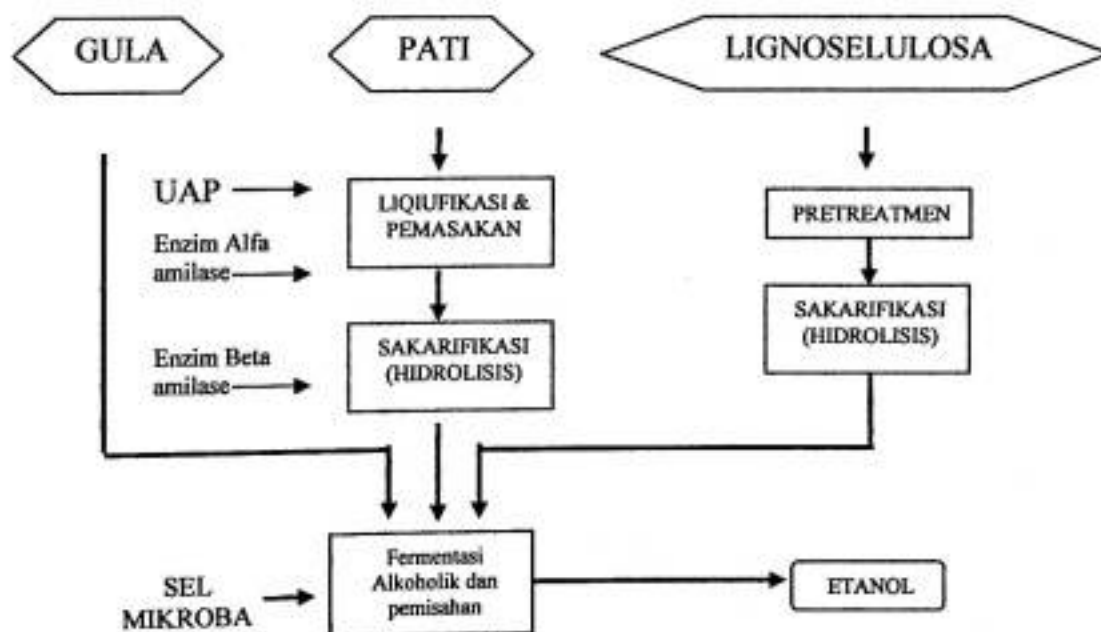 GULA
PATI
LIGNOSELULOSA
UAP
LIQIUFIKASI &
PEMASAKAN
PRETREATMEN
Enzim Alfa
amilase
SAKARIFIKASI
(HIDROLISIS)
Enzim Beta
amilase
SAKARIFIKASI
(HIDROLISIS)
Fermentasi
Alkoholik dan
pemisahan
SEL
MIKROBA
ETANOL